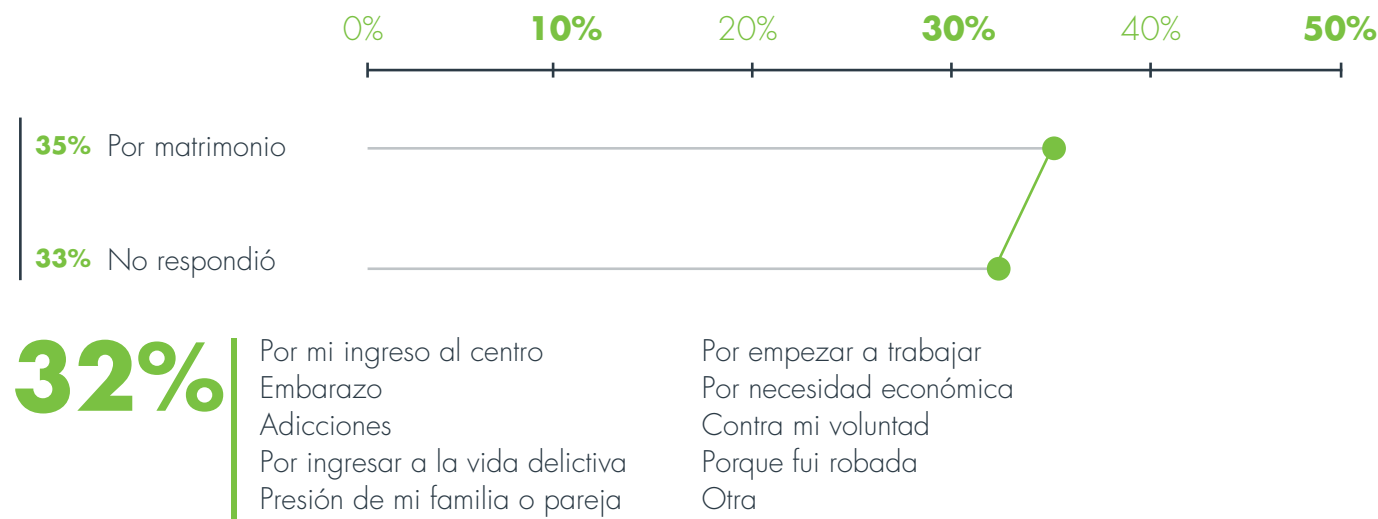 0% 10% 20% 30% 40% 50%
35% Por matrimonio
33% No respondió
32%
Por mi ingreso al centro
Embarazo
Adicciones
Por ingresar a la vida delictiva
Presión de mi familia o pareja
Por empezar a trabajar
Por necesidad económica
Contra mi voluntad
Porque fui robada
Otra